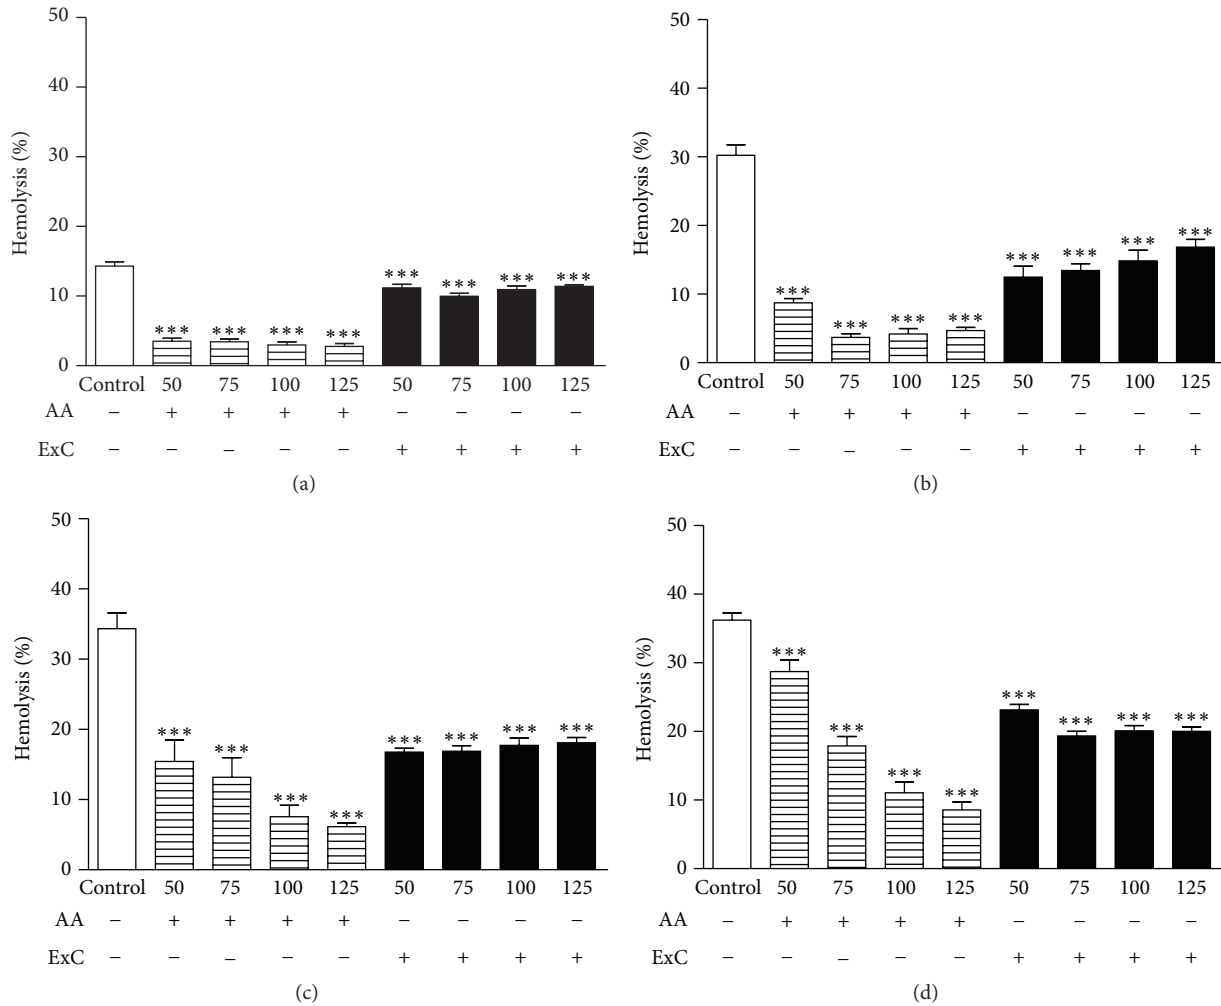 50
40
30
20
10
0
Hemolysis (%)
*** *** *** *** *** *** *** ***
Control 50 75 100 125 50 75 100 125
AA − + + + + − − − −
ExC − − − − − + + + +
(a)
50
40
30
20
10
0
Hemolysis (%)
*** *** *** *** *** *** *** ***
Control 50 75 100 125 50 75 100 125
AA − + + + + − − − −
ExC − − − − − + + + +
(b)
50
40
30
20
10
0
Hemolysis (%)
*** *** *** *** *** *** *** ***
Control 50 75 100 125 50 75 100 125
AA − + + + + − − − −
ExC − − − − − + + + +
(c)
50
40
30
20
10
0
Hemolysis (%)
*** *** *** *** *** *** *** ***
Control 50 75 100 125 50 75 100 125
AA − + + + + − − − −
ExC − − − − − + + + +
(d)